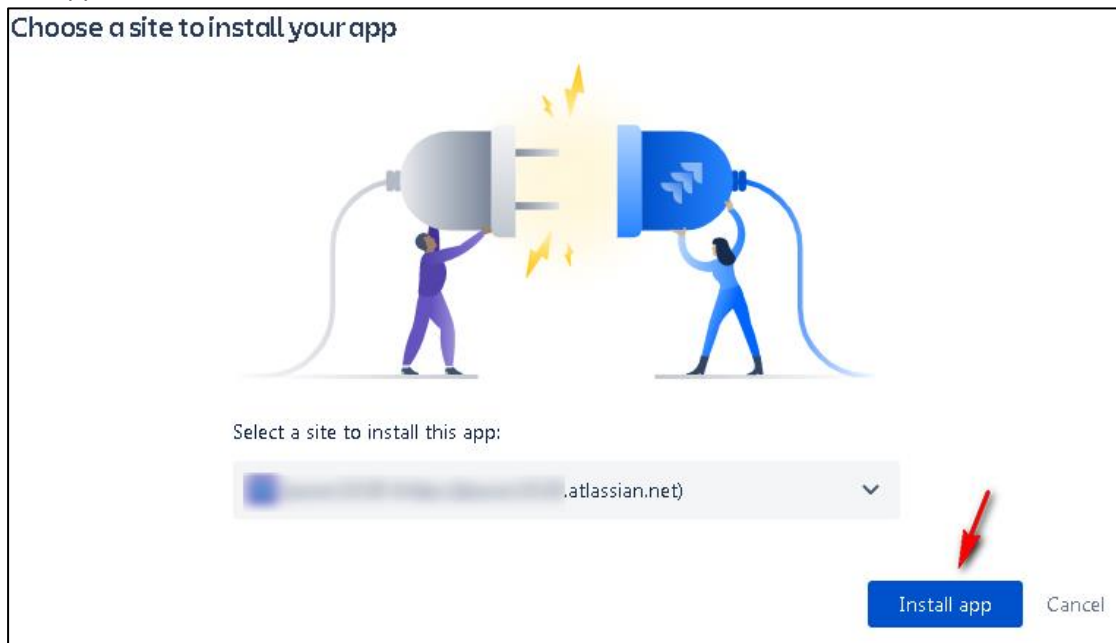 Choose a site to install your app
Select a site to install this app:
.atlassian.net)
Install app
Cancel